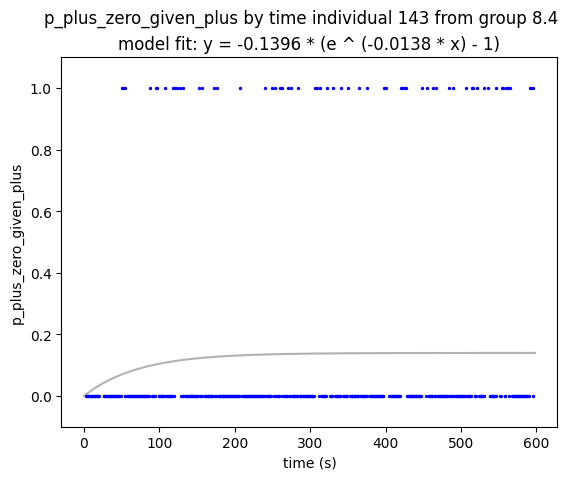 p_plus_zero_given_plus by time individual 143 from group 8.4
model fit: y = -0.1396 * (e ^ (-0.0138 * x) - 1)
1.0
0.8
0.6
0.4
0.2
0.0
p_plus_zero_given_plus
0 100 200 300 400 500 600
time (s)